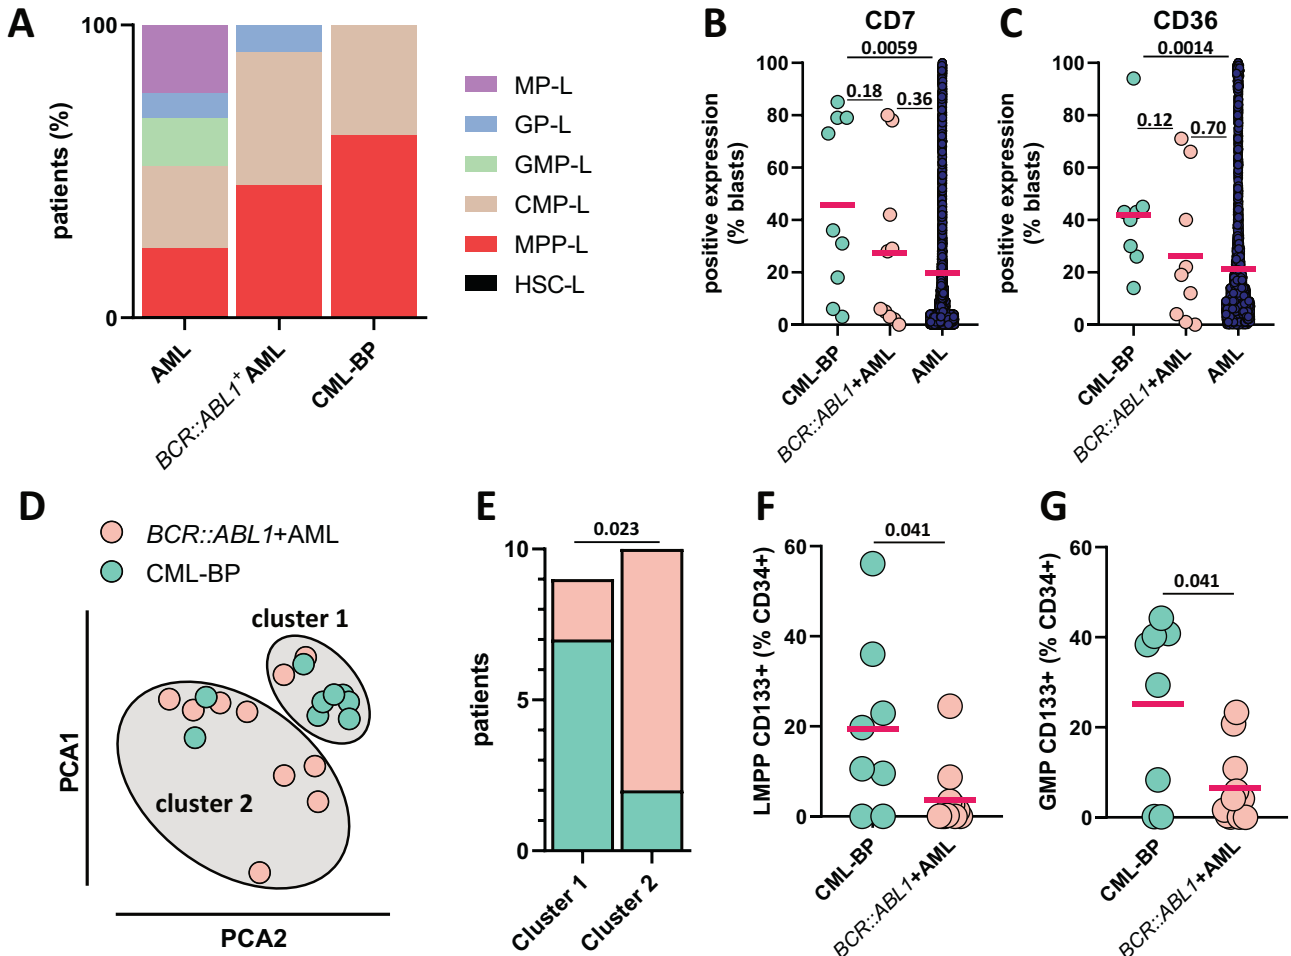 A
100
0
patients (%)
AML
BCR::ABL1+ AML
CML-BP
MP-L
GP-L
GMP-L
CMP-L
MPP-L
HSC-L
B
CD7
0.0059
0.18
0.36
100
80
60
40
20
0
positive expression
(% blasts)
CML-BP
BCR::ABL1+AML
AML
C
CD36
0.0014
0.12
0.70
100
80
60
40
20
0
positive expression
(% blasts)
CML-BP
BCR::ABL1+AML
AML
D
BCR::ABL1+AML
CML-BP
cluster 1
cluster 2
PCA1
PCA2
E
0.023
10
5
0
patients
Cluster 1
Cluster 2
F
0.041
60
40
20
0
LMPP CD133+ (% CD34+)
CML-BP
BCR::ABL1+AML
G
0.041
60
40
20
0
GMP CD133+ (% CD34+)
CML-BP
BCR::ABL1+AML